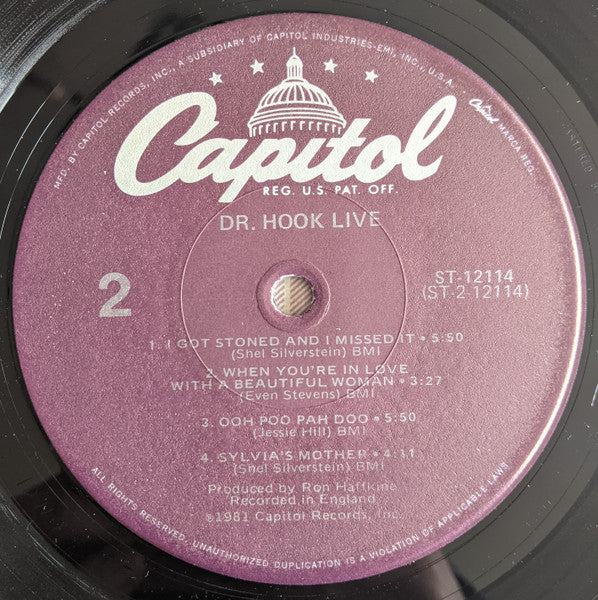 MFD. BY CAPITOL RECORDS, INC., A SUBSIDIARY OF CAPITOL INDUSTRIES-EMI, INC., U.S.A.
Capitol MARCA REG.
Capitol
REG. U.S. PAT. OFF.
DR. HOOK LIVE
2
ST-12114
(ST-2-12114)
1. I GOT STONED AND I MISSED IT • 5:50
(Shel Silverstein) BMI
2. WHEN YOU'RE IN LOVE
WITH A BEAUTIFUL WOMAN • 3:27
(Even Stevens) BMI
3. OOH POO PAH DOO • 5:50
(Jessie Hill) BMI
4. SYLVIA'S MOTHER • 4:11
(Shel Silverstein) BMI
Produced by Ron Haffkine
Recorded in England
℗1981 Capitol Records, Inc.
ALL RIGHTS RESERVED. UNAUTHORIZED DUPLICATION IS A VIOLATION OF APPLICABLE LAWS